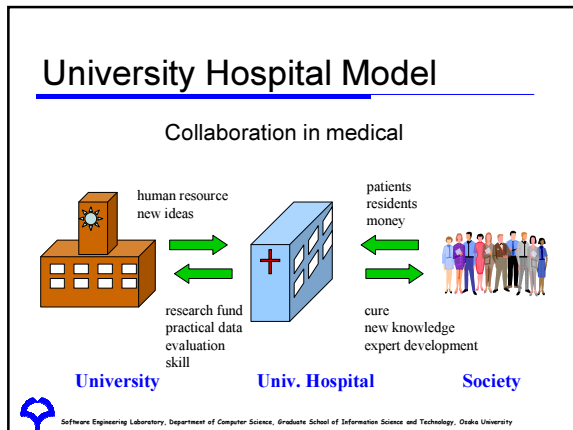 University Hospital Model
Collaboration in medical
human resource
new ideas
patients
residents
money
research fund
practical data
evaluation
skill
cure
new knowledge
expert development
University
Univ. Hospital
Society
Software Engineering Laboratory, Department of Computer Science, Graduate School of Information Science and Technology, Osaka University